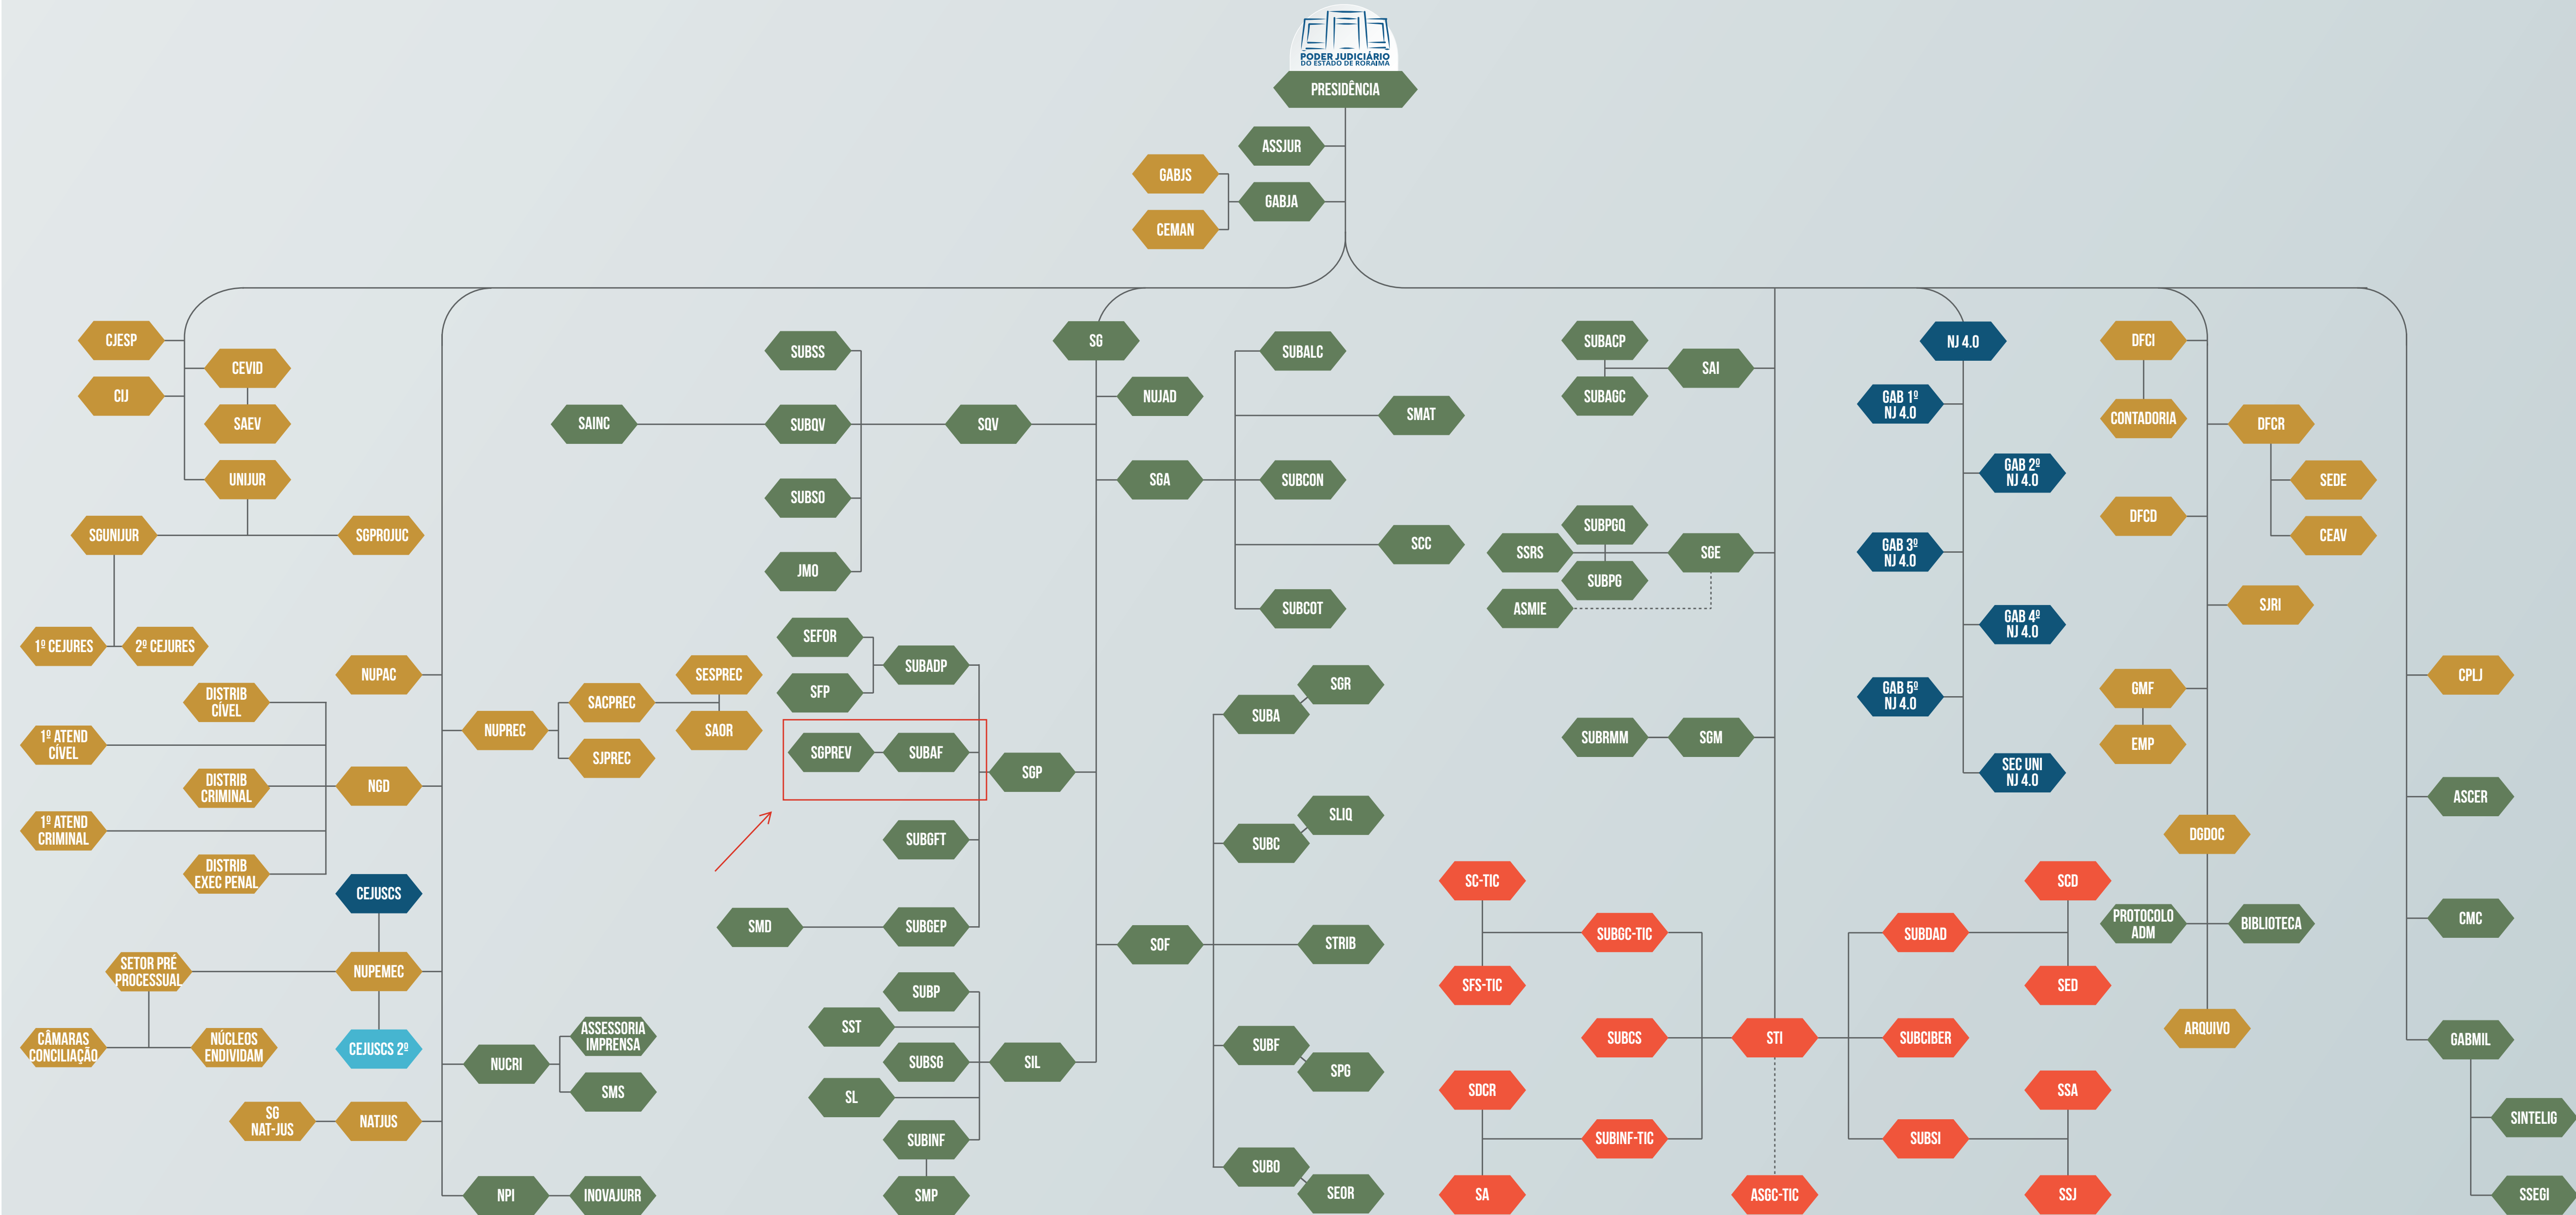 PODER JUDICIÁRIO
DO ESTADO DE RORAIMA
PRESIDÊNCIA
ASSJUR
GABJS
GABJA
CEMAN
CJESP
CEVID
CIJ
SAEV
UNIJUR
SGUNIJUR
SGPROJUC
1º CEJURES
2º CEJURES
NUPAC
DISTRIB
CÍVEL
1º ATEND
CÍVEL
DISTRIB
CRIMINAL
NGD
1º ATEND
CRIMINAL
DISTRIB
EXEC PENAL
CEJUSCS
SETOR PRÉ
PROCESSUAL
NUPEMEC
CÂMARAS
CONCILIAÇÃO
NÚCLEOS
ENDIVIDAM
CEJUSCS 2º
SG
NAT-JUS
NATJUS
NUPREC
SACPREC
SESPREC
SAOR
SJPREC
NUCRI
ASSESSORIA
IMPRENSA
SMS
NPI
INOVAJURR
SG
SUBSS
NUJAD
SAINC
SUBQV
SQV
SUBSO
JMO
SGA
SUBALC
SMAT
SUBCON
SCC
SUBCOT
SEFOR
SUBADP
SFP
SGPREV
SUBAF
SGP
SUBGFT
SMD
SUBGEP
SUBP
SST
SUBSG
SIL
SL
SUBINF
SMP
SOF
SGR
SUBA
SLIQ
SUBC
STRIB
SUBF
SPG
SUBO
SEOR
SUBACP
SAI
SUBAGC
SUBPGQ
SSRS
SGE
SUBPG
ASMIE
SUBRMM
SGM
SC-TIC
SUBGC-TIC
SFS-TIC
SUBCS
STI
SDCR
SUBINF-TIC
SA
ASGC-TIC
SCD
SUBDAD
SED
SUBCIBER
SSA
SUBSI
SSJ
NJ 4.0
GAB 1º
NJ 4.0
GAB 2º
NJ 4.0
GAB 3º
NJ 4.0
GAB 4º
NJ 4.0
GAB 5º
NJ 4.0
SEC UNI
NJ 4.0
DFCI
CONTADORIA
DFCR
SEDE
DFCD
CEAV
SJRI
GMF
EMP
DGDOC
PROTOCOLO
ADM
BIBLIOTECA
ARQUIVO
CPLJ
ASCER
CMC
GABMIL
SINTELIG
SSEGI